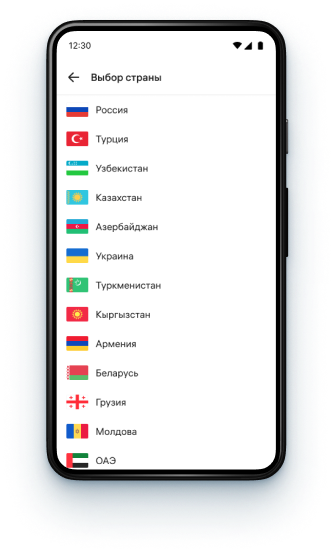 12:30
Выбор страны
Россия
Турция
Узбекистан
Казахстан
Азербайджан
Украина
Туркменистан
Кыргызстан
Армения
Беларусь
Грузия
Молдова
ОАЭ